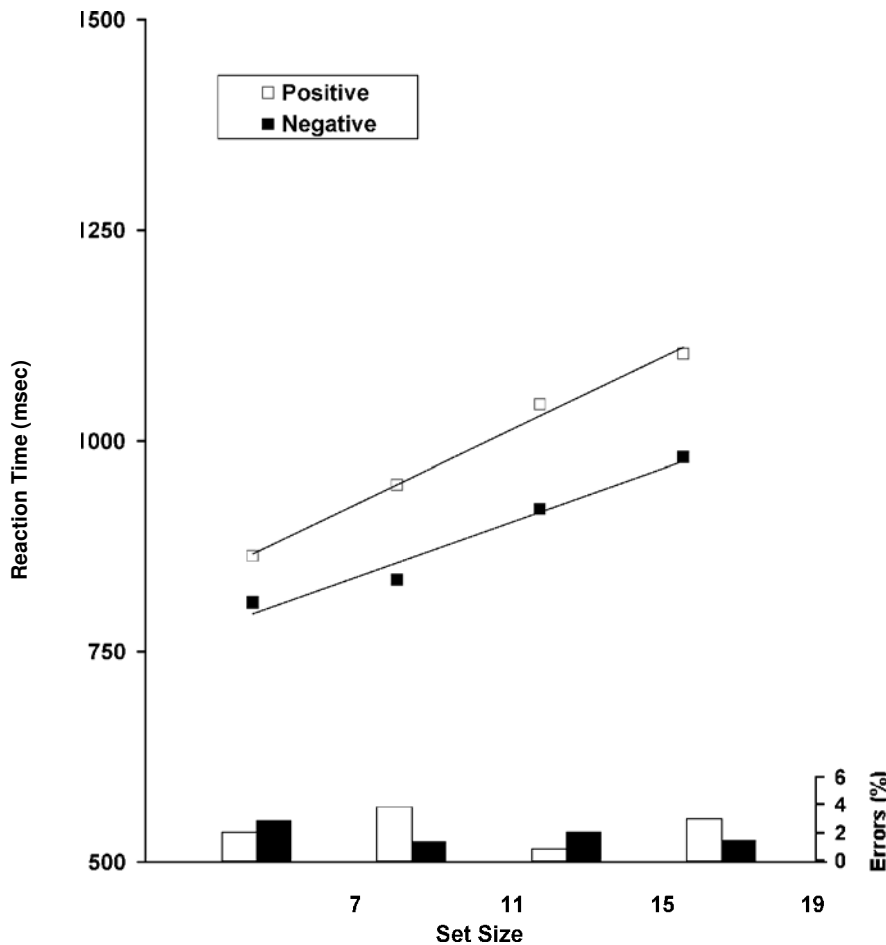 1500
Positive
Negative
1250
1000
750
500
Reaction Time (msec)
6
4
2
0
Errors (%)
7 11 15 19
Set Size